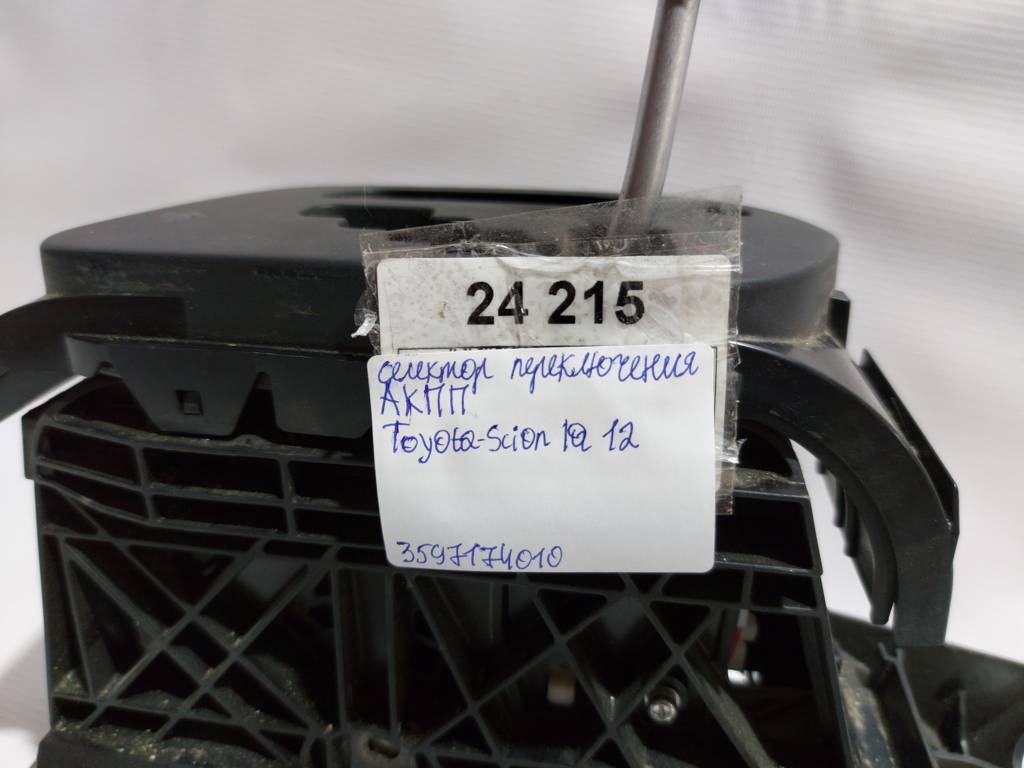 24 215
селектор переключения
АКПП
Toyota-Scion IQ 12
3597174010